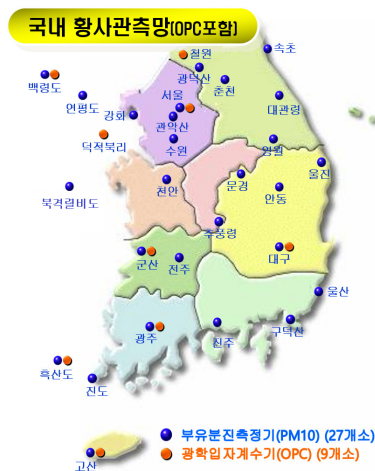 국내 황사관측망(OPC포함)
철원
속초
광덕산
백령도
춘천
연평도
서울
대관령
강화
관악산
덕적북리
수원
영월
울진
천안
문경
안동
북격렬비도
추풍령
군산
전주
대구
울산
광주
진주
구덕산
흑산도
진도
부유분진측정기(PM10) (27개소)
광학입자계수기(OPC) (9개소)
고산